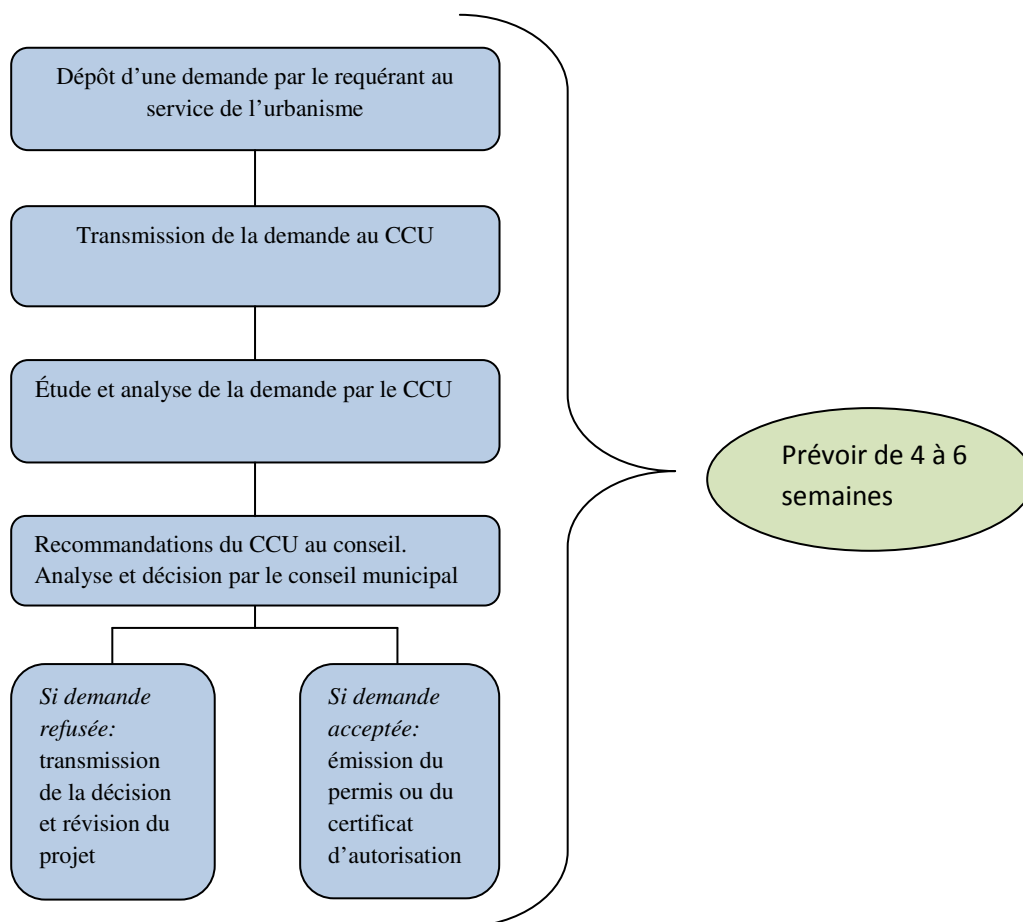 Dépôt d’une demande par le requérant au
service de l’urbanisme
Transmission de la demande au CCU
Étude et analyse de la demande par le CCU
Recommandations du CCU au conseil.
Analyse et décision par le conseil municipal
Si demande
refusée:
transmission
de la décision
et révision du
projet
Si demande
acceptée:
émission du
permis ou du
certificat
d’autorisation
Prévoir de 4 à 6
semaines